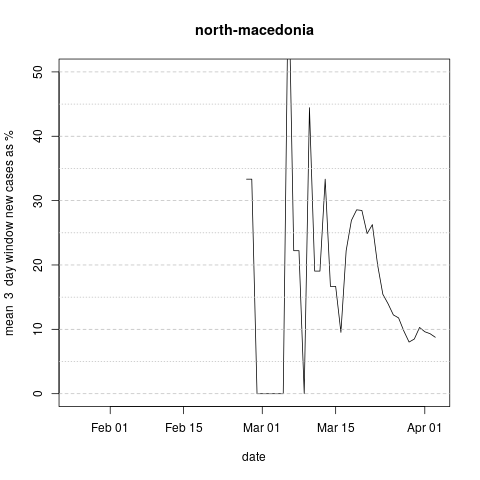 north-macedonia
mean  3  day window new cases as %
50
40
30
20
10
0
Feb 01
Feb 15
Mar 01
Mar 15
Apr 01
date